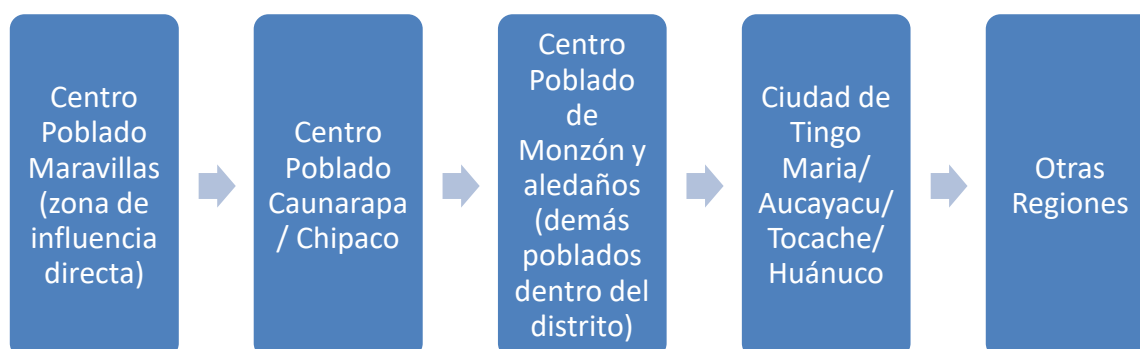 Centro
Poblado
Maravillas
(zona de
influencia
directa)
Centro
Poblado
Caunarapa
/ Chipaco
Centro
Poblado
de
Monzón y
aledaños
(demás
poblados
dentro del
distrito)
Ciudad de
Tingo
Maria/
Aucayacu/
Tocache/
Huánuco
Otras
Regiones